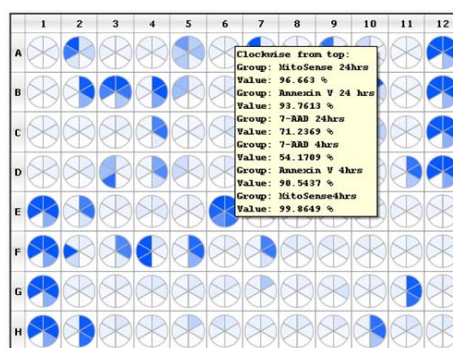 1 2 3 4 5 6 7 8 9 10 11 12
A
Clockwise from top:
Group: MitoSense 24hrs
Value: 96.663 %
B
Group: Annexin V 24 hrs
Value: 93.7613 %
Group: 7-AAD 24hrs
C
Value: 71.2369 %
Group: 7-AAD 4hrs
Value: 54.1709 %
D
Group: Annexin V 4hrs
Value: 90.5437 %
Group: MitoSense4hrs
E
Value: 99.8649 %
F
G
H